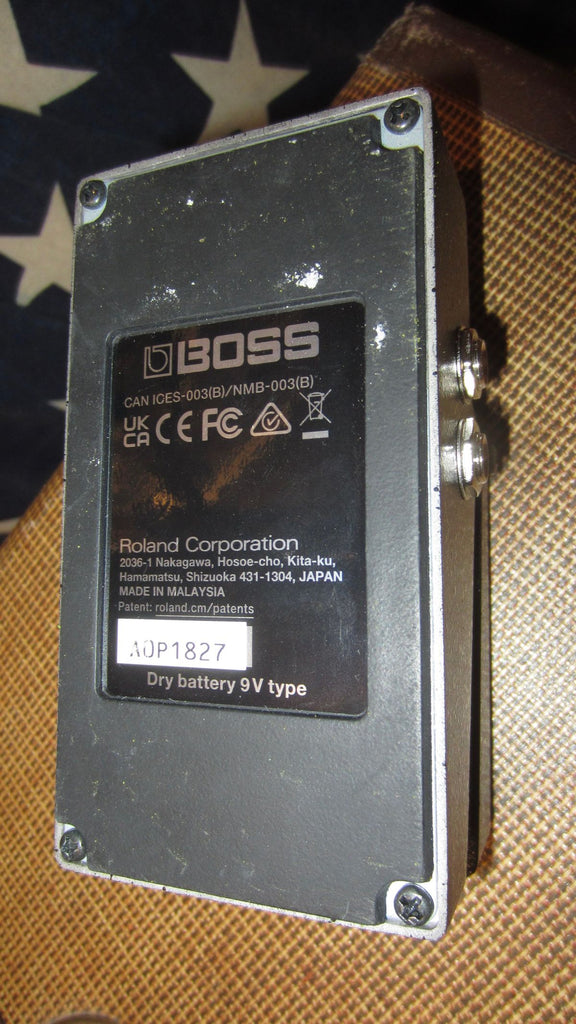 BOSS
CAN ICES-003(B)/NMB-003(B)
UK CA CE FC
Roland Corporation
2036-1 Nakagawa, Hosoe-cho, Kita-ku,
Hamamatsu, Shizuoka 431-1304, JAPAN
MADE IN MALAYSIA
Patent: roland.cm/patents
A0P1827
Dry battery 9V type